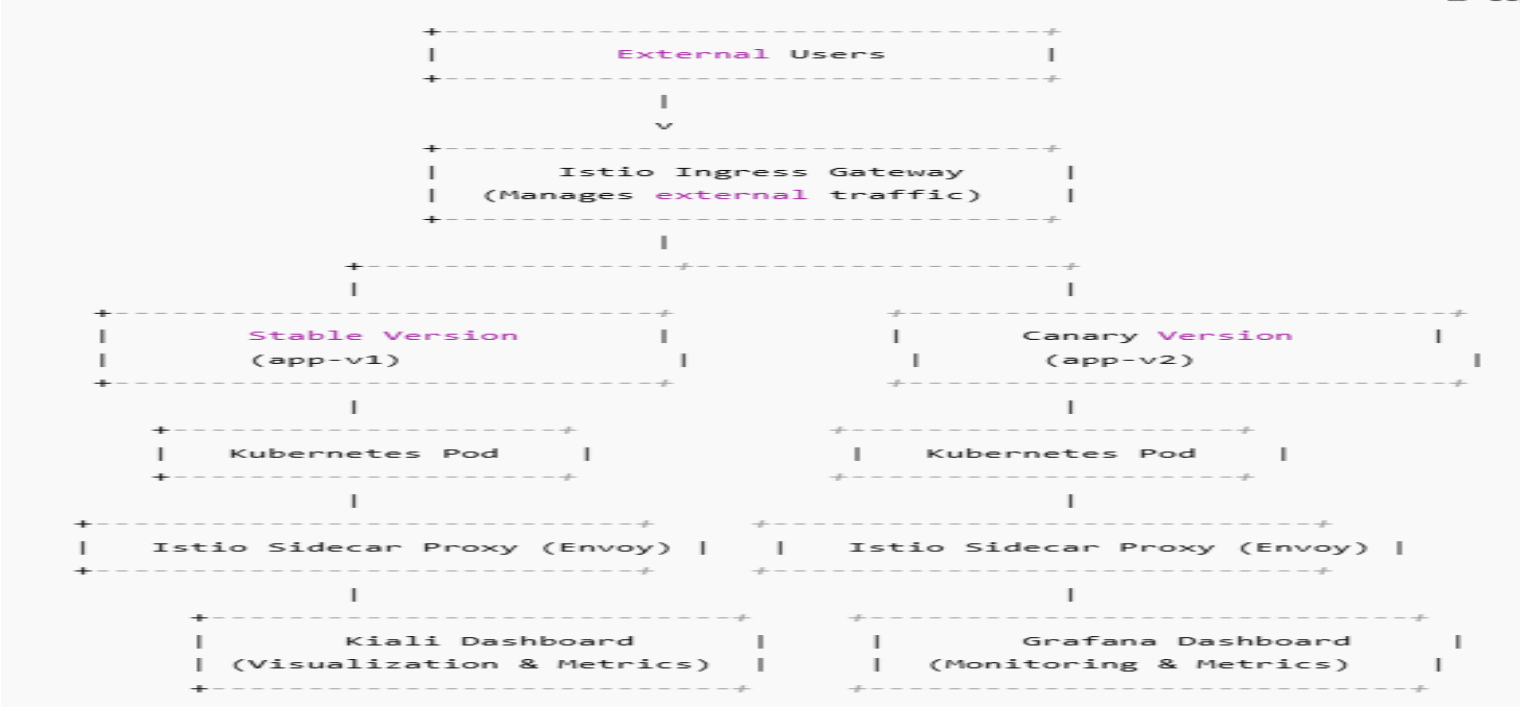 External Users
Istio Ingress Gateway
(Manages external traffic)
Stable Version
(app-v1)
Canary Version
(app-v2)
Kubernetes Pod
Kubernetes Pod
Istio Sidecar Proxy (Envoy)
Istio Sidecar Proxy (Envoy)
Kiali Dashboard
(Visualization & Metrics)
Grafana Dashboard
(Monitoring & Metrics)